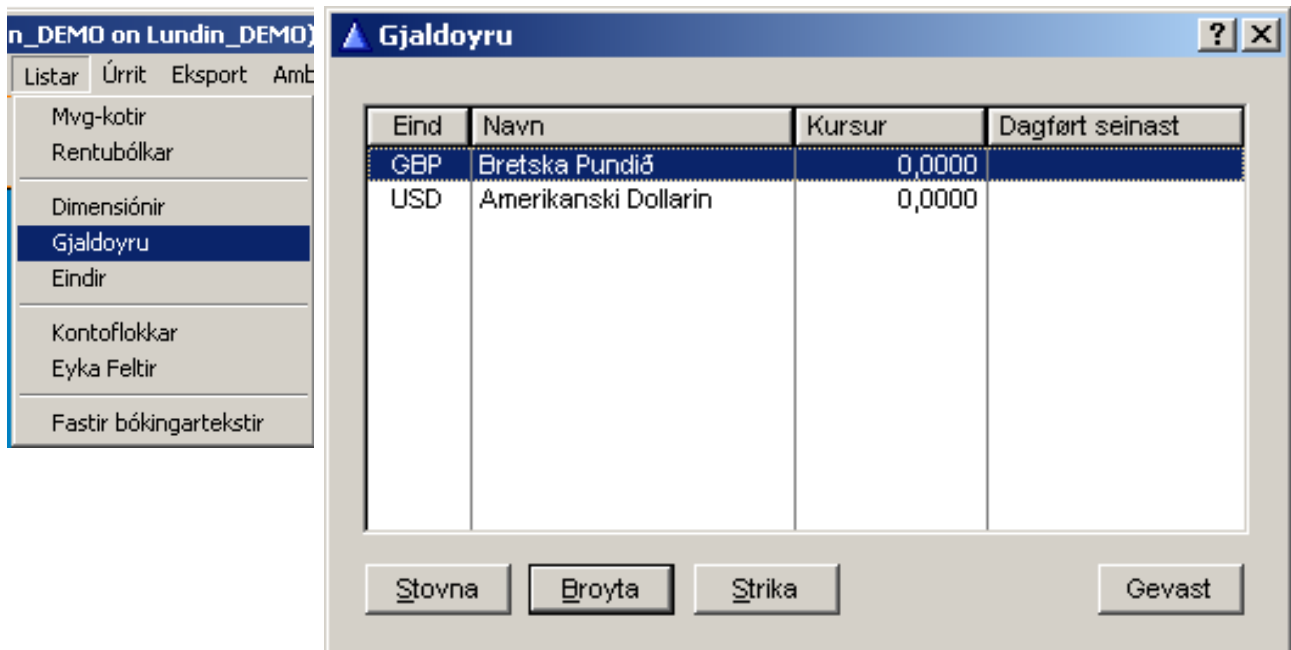 n_DEMO on Lundin_DEMO)
Listar Úrrit Eksport Amb
Mvg-kotir
Rentubólkar
Dimensiónir
Gjaldoyru
Eindir
Kontoflokkar
Eyka Feltir
Fastir bókingartekstir
Gjaldoyru
Eind Navn Kursur Dagført seinast
GBP Bretska Pundið 0,0000
USD Amerikanski Dollarin 0,0000
Stovna Broyta Strika Gevast